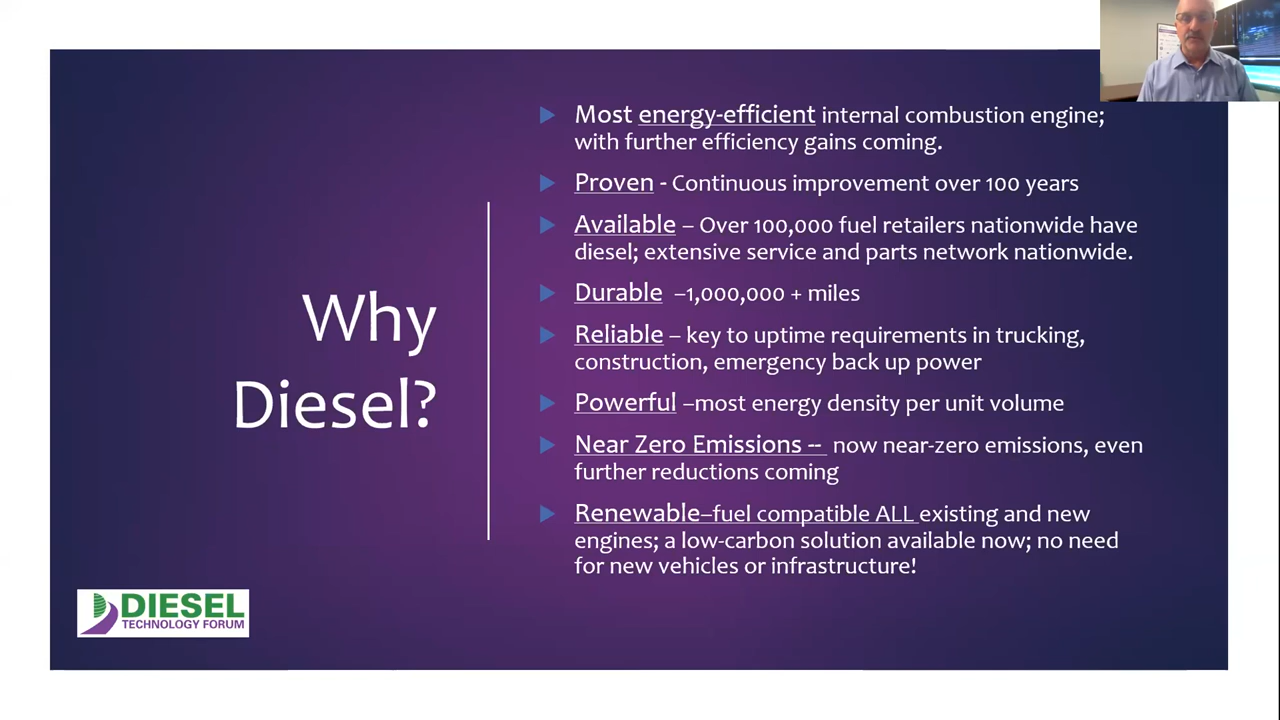 Why
Diesel?
Most energy-efficient internal combustion engine;
with further efficiency gains coming.
Proven - Continuous improvement over 100 years
Available – Over 100,000 fuel retailers nationwide have
diesel; extensive service and parts network nationwide.
Durable –1,000,000 + miles
Reliable – key to uptime requirements in trucking,
construction, emergency back up power
Powerful –most energy density per unit volume
Near Zero Emissions -- now near-zero emissions, even
further reductions coming
Renewable–fuel compatible ALL existing and new
engines; a low-carbon solution available now; no need
for new vehicles or infrastructure!
DIESEL
TECHNOLOGY FORUM